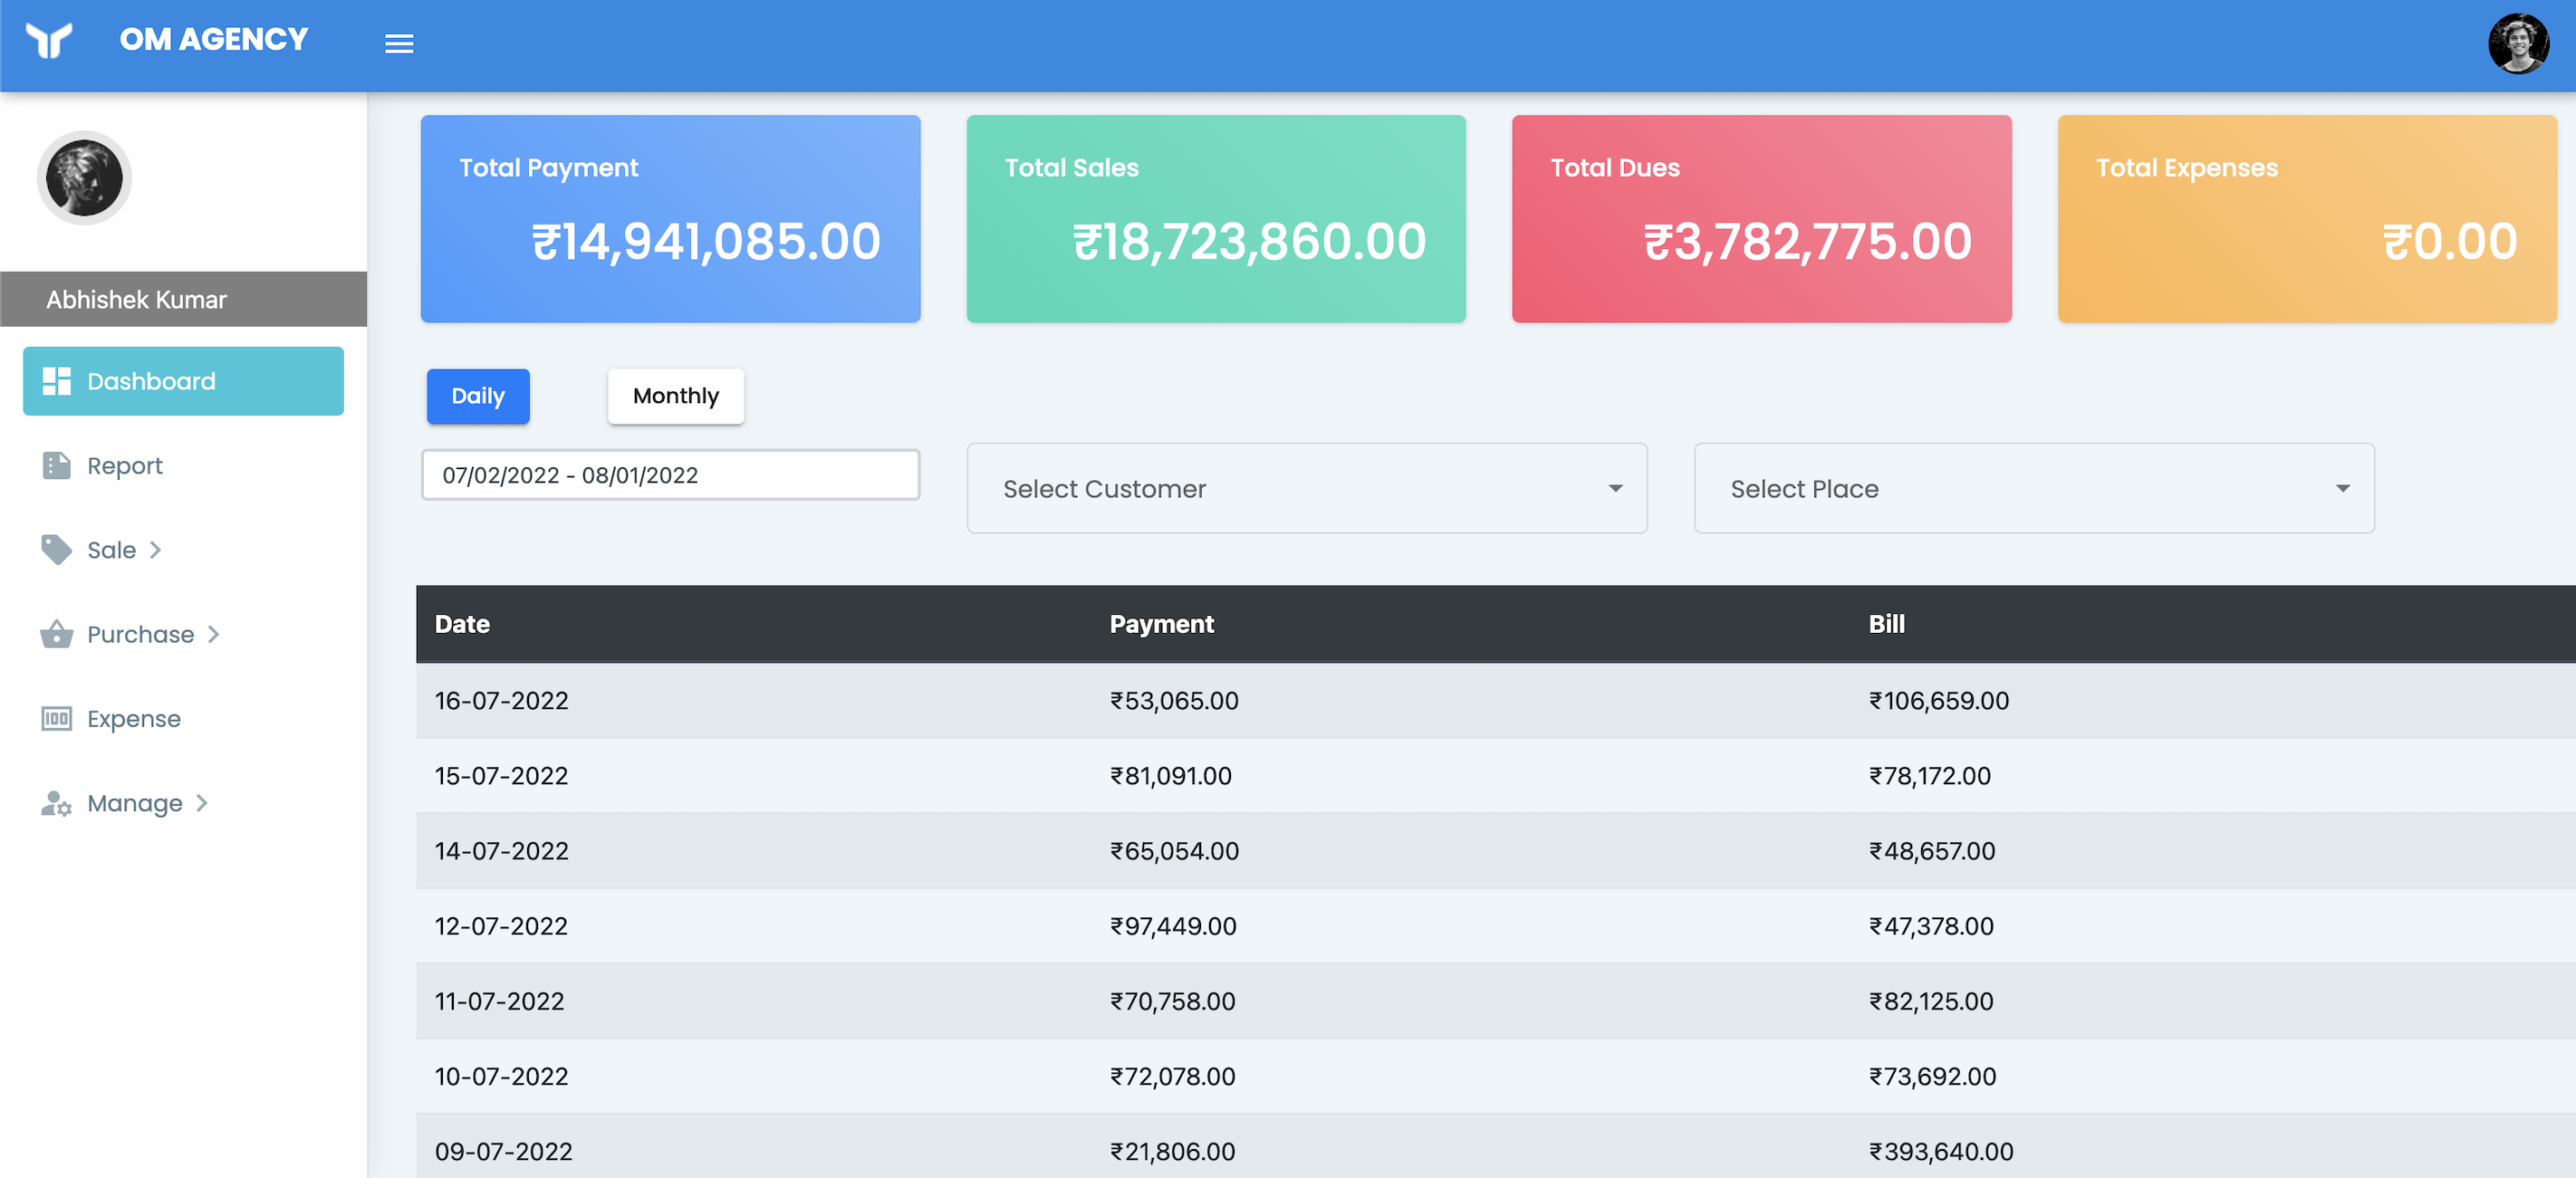 OM AGENCY
Abhishek Kumar
Dashboard
Report
Sale
Purchase
100 Expense
Manage
Total Payment
₹14,941,085.00
Total Sales
₹18,723,860.00
Total Dues
₹3,782,775.00
Total Expenses
₹0.00
Daily Monthly
07/02/2022 - 08/01/2022 Select Customer Select Place
Date Payment Bill
16-07-2022 ₹53,065.00 ₹106,659.00
15-07-2022 ₹81,091.00 ₹78,172.00
14-07-2022 ₹65,054.00 ₹48,657.00
12-07-2022 ₹97,449.00 ₹47,378.00
11-07-2022 ₹70,758.00 ₹82,125.00
10-07-2022 ₹72,078.00 ₹73,692.00
09-07-2022 ₹21,806.00 ₹393,640.00